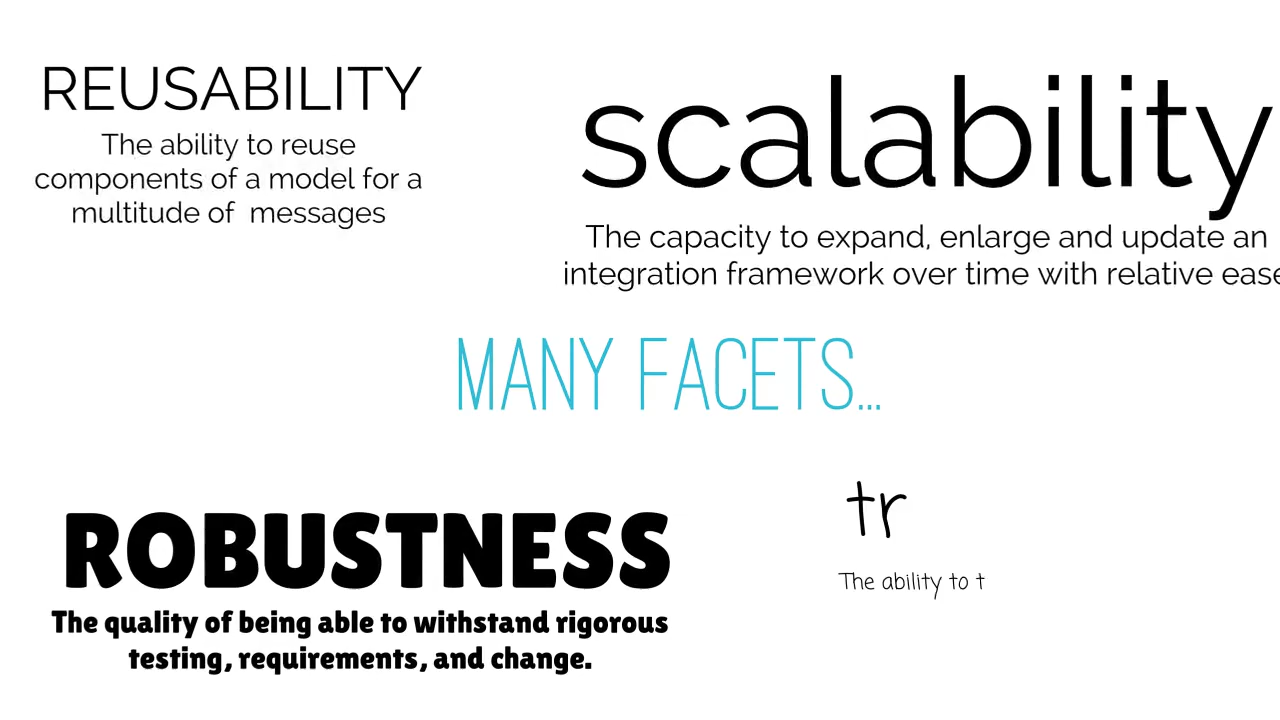 REUSABILITY
The ability to reuse
components of a model for a
multitude of messages
scalability
The capacity to expand, enlarge and update an
integration framework over time with relative ease
MANY FACETS...
ROBUSTNESS
The quality of being able to withstand rigorous
testing, requirements, and change.
tr
The ability to t